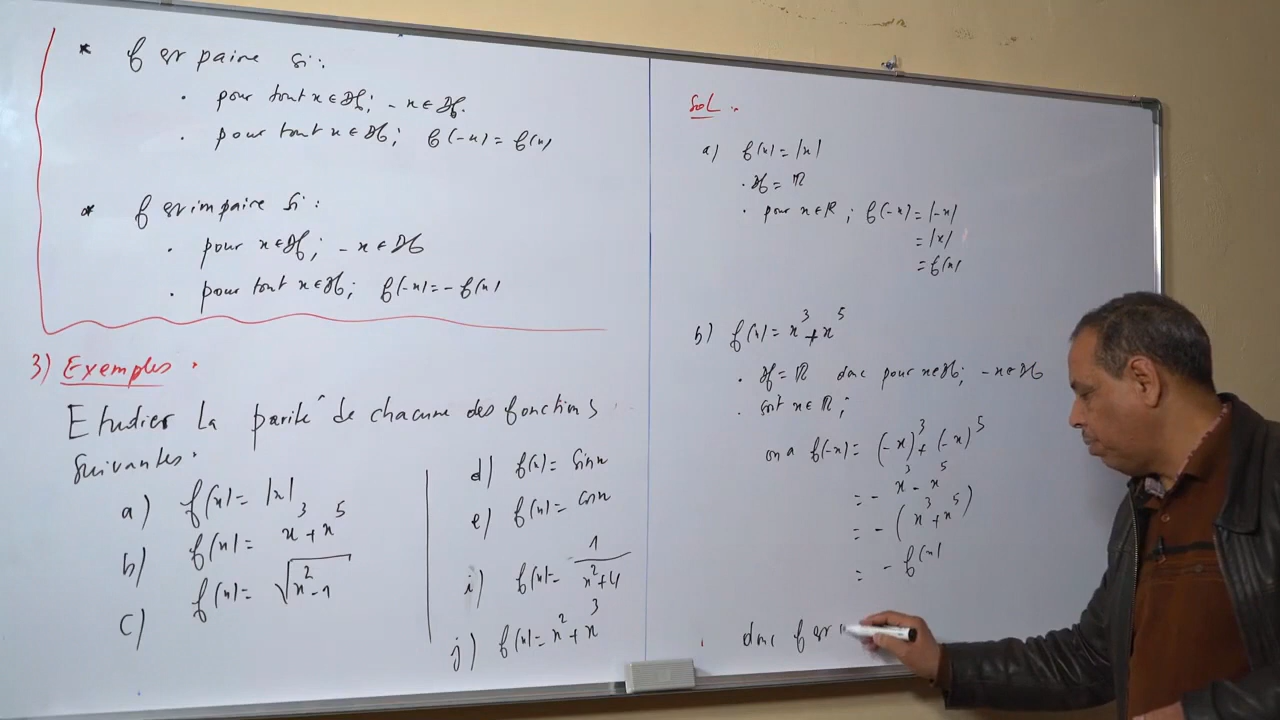 * f est paire si :
. pour tout x ∈ Df ; -x ∈ Df.
. pour tout x ∈ Df ; f(-x) = f(x)
* f est impaire si :
. pour x ∈ Df ; -x ∈ Df
. pour tout x ∈ Df ; f(-x) = -f(x)
3) Exemples .
Etudier la parité de chacune des fonctions
suivantes .
a) f(x) = |x|
b) f(x) = x³ + x⁵
c) f(x) = √(x² - 1)
d) f(x) = sin x
e) f(x) = cos x
i) f(x) = 1/(x² + 4)
j) f(x) = x² + x³
Sol .
a) f(x) = |x|
. Df = ℝ
. pour x ∈ ℝ ; f(-x) = |-x|
= |x|
= f(x)
b) f(x) = x³ + x⁵
. Df = ℝ donc pour x ∈ Df ; -x ∈ Df
. soit x ∈ ℝ ;
on a f(-x) = (-x)³ + (-x)⁵
= - x³ - x⁵
= - (x³ + x⁵)
= - f(x)
donc f est